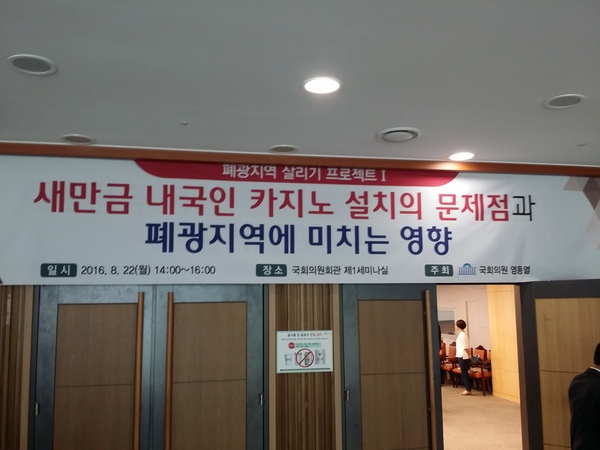 폐광지역 살리기 프로젝트 I
새만금 내국인 카지노 설치의 문제점과
폐광지역에 미치는 영향
일 시 2016. 8. 22(월) 14:00~16:00 장 소 국회의원회관 제1세미나실 주 최 국회의원 염동열